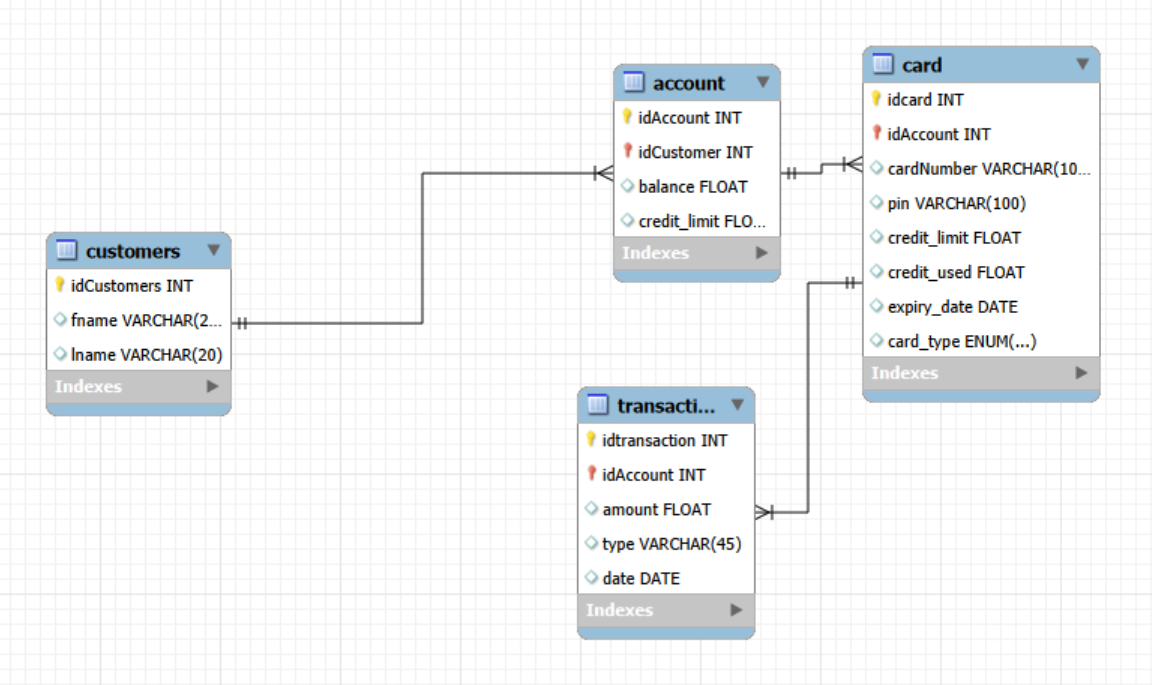 customers
idCustomers INT
fname VARCHAR(2...
lname VARCHAR(20)
Indexes
account
idAccount INT
idCustomer INT
balance FLOAT
credit_limit FLO...
Indexes
card
idcard INT
idAccount INT
cardNumber VARCHAR(10...
pin VARCHAR(100)
credit_limit FLOAT
credit_used FLOAT
expiry_date DATE
card_type ENUM(...)
Indexes
transacti...
idtransaction INT
idAccount INT
amount FLOAT
type VARCHAR(45)
date DATE
Indexes